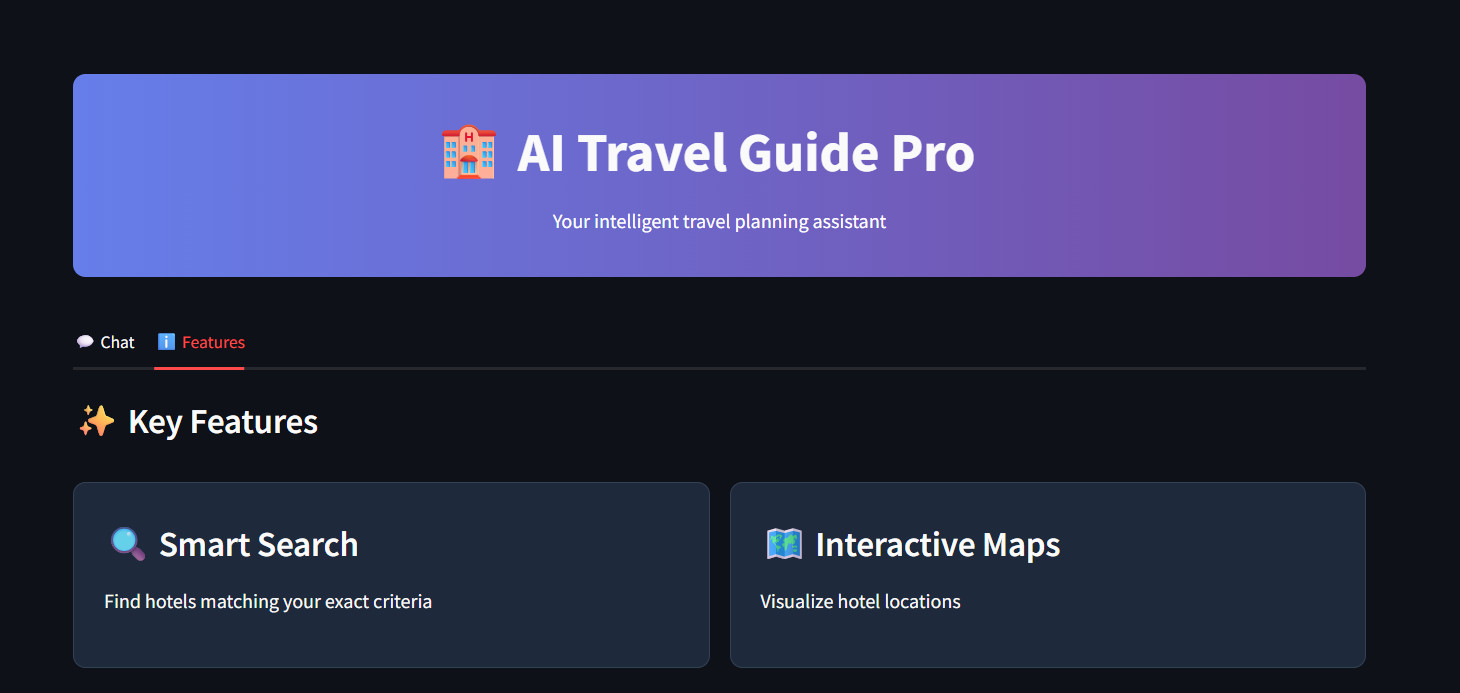 AI Travel Guide Pro
Your intelligent travel planning assistant
Chat
Features
Key Features
Smart Search
Find hotels matching your exact criteria
Interactive Maps
Visualize hotel locations